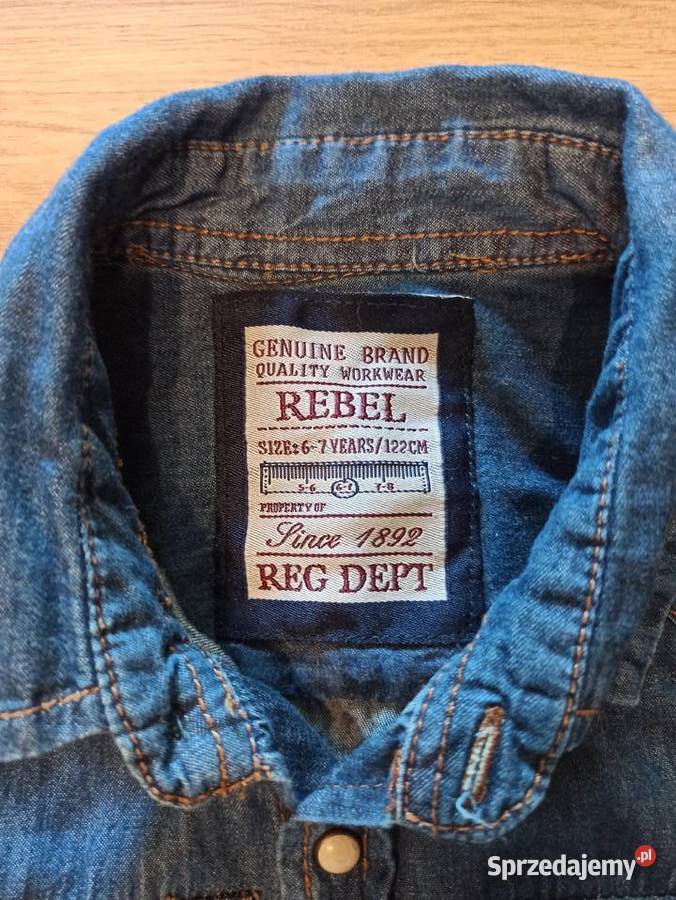 GENUINE BRAND
QUALITY WORKWEAR
REBEL
SIZE: 6-7 YEARS/122CM
5-6 6-7 7-8
PROPERTY OF
Since 1892
REG DEPT
Sprzedajemy.pl